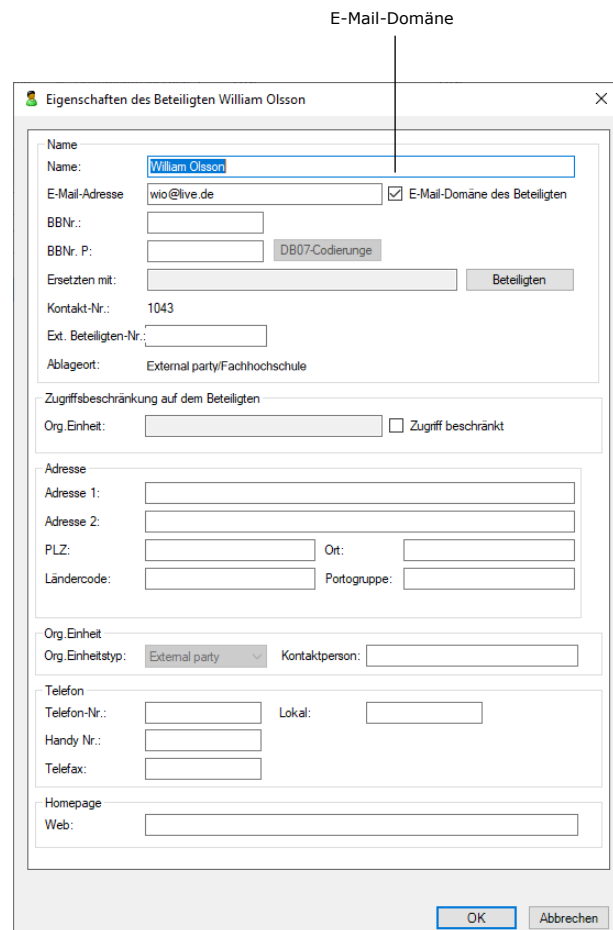 E-Mail-Domäne
Eigenschaften des Beteiligten William Olsson
Name
Name: William Olsson
E-Mail-Adresse wio@live.de E-Mail-Domäne des Beteiligten
BBNr.:
BBNr. P: DB07-Codierunge
Ersetzten mit: Beteiligten
Kontakt-Nr.: 1043
Ext. Beteiligten-Nr.:
Ablageort: External party/Fachhochschule
Zugriffsbeschränkung auf dem Beteiligten
Org.Einheit: Zugriff beschränkt
Adresse
Adresse 1:
Adresse 2:
PLZ: Ort:
Ländercode: Portogruppe:
Org.Einheit
Org.Einheitstyp: External party Kontaktperson:
Telefon
Telefon-Nr.: Lokal:
Handy Nr.:
Telefax:
Homepage
Web:
OK Abbrechen